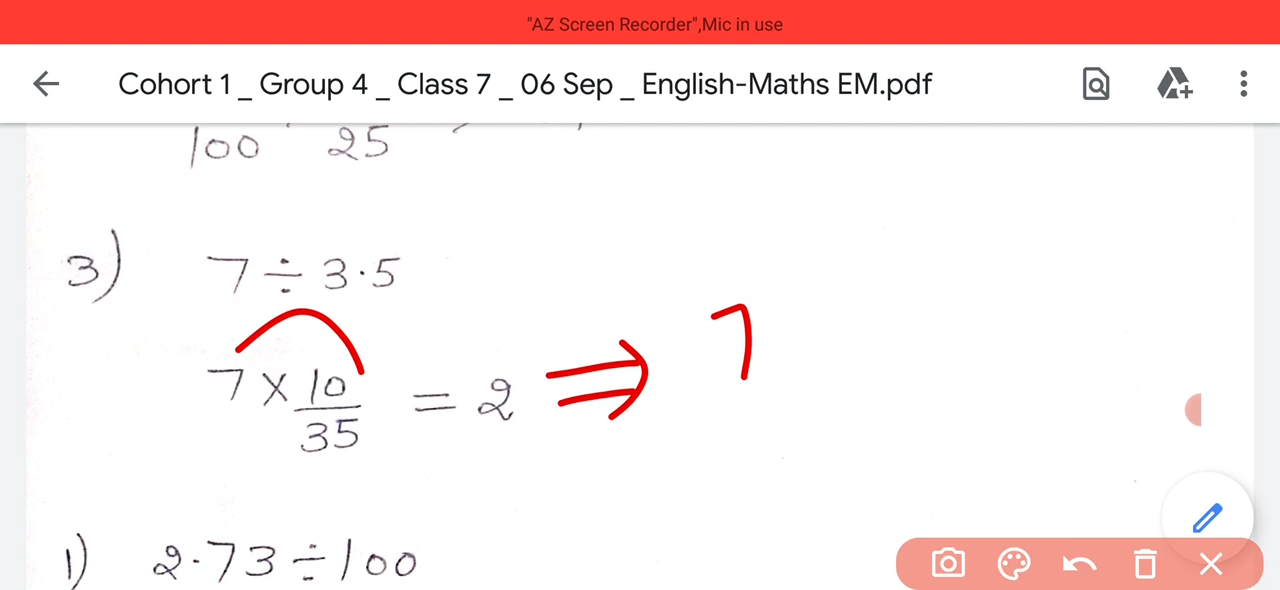 "AZ Screen Recorder",Mic in use
Cohort 1 _ Group 4 _ Class 7 _ 06 Sep _ English-Maths EM.pdf
100 25
3) 7 ÷ 3.5
7 × 10/35 = 2 ⇒ 7
1) 2.73 ÷ 100